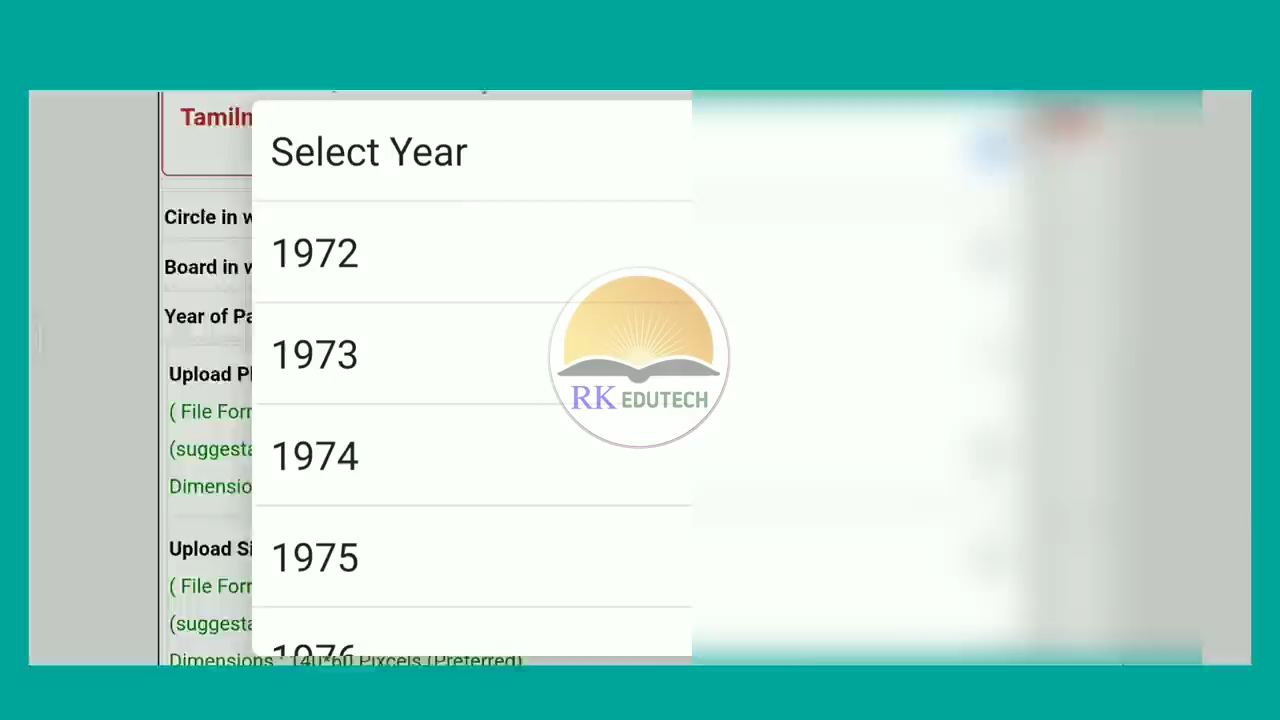 Tamiln
Select Year
Circle in w
1972
Board in w
Year of Pa
1973
Upload Pl
( File Forr
RK EDUTECH
(suggesta
1974
Dimensio
Upload Si
1975
( File Forr
(suggesta
1976
Dimensions : 140*60 Pixcels (Preferred)